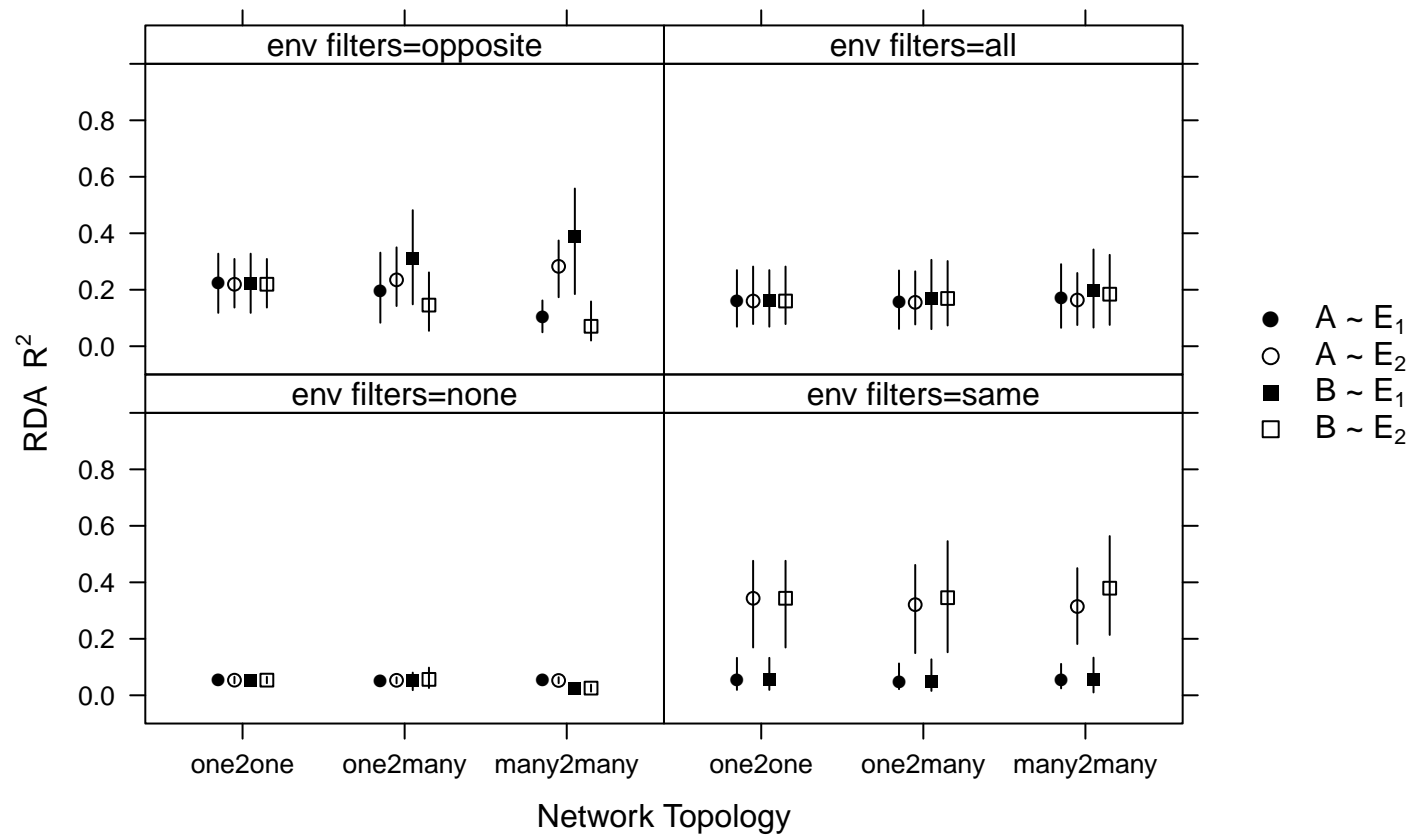 env filters=opposite
env filters=all
0.8
0.6
0.4
0.2
0.0
env filters=none
env filters=same
0.8
0.6
0.4
0.2
0.0
RDA R²
one2one one2many many2many one2one one2many many2many
Network Topology
A ~ E₁
A ~ E₂
B ~ E₁
B ~ E₂